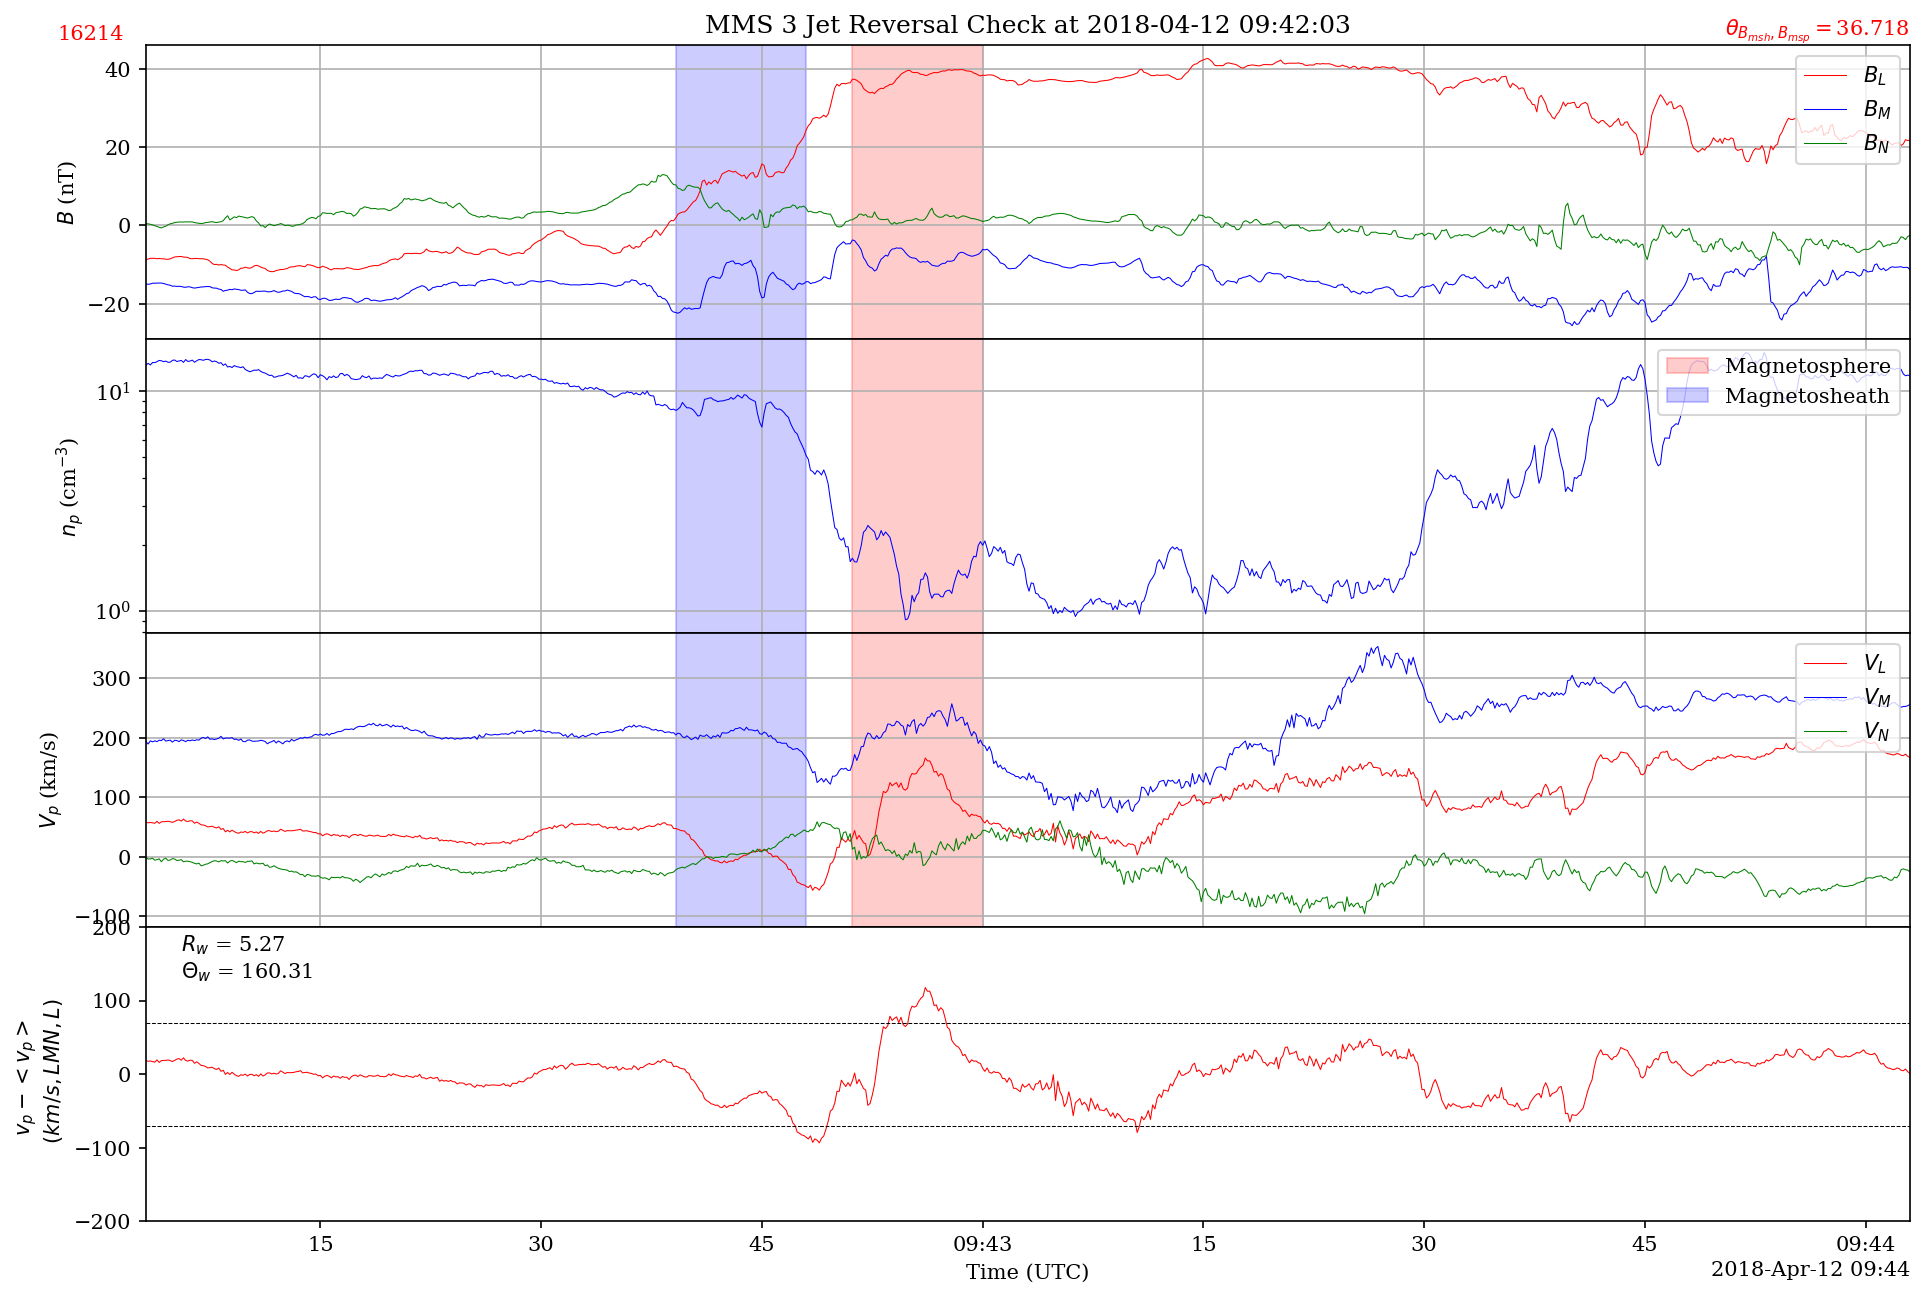 MMS 3 Jet Reversal Check at 2018-04-12 09:42:03
16214
θ_{B_{msh}, B_{msp}} = 36.718
40
20
0
−20
B (nT)
B_L
B_M
B_N
10^1
10^0
n_p (cm^{−3})
Magnetosphere
Magnetosheath
300
200
100
0
−100
V_p (km/s)
V_L
V_M
V_N
200
100
0
−100
−200
v_p − < v_p >
(km/s, LMN, L)
R_w = 5.27
Θ_w = 160.31
15 30 45 09:43 15 30 45 09:44
Time (UTC)
2018-Apr-12 09:44